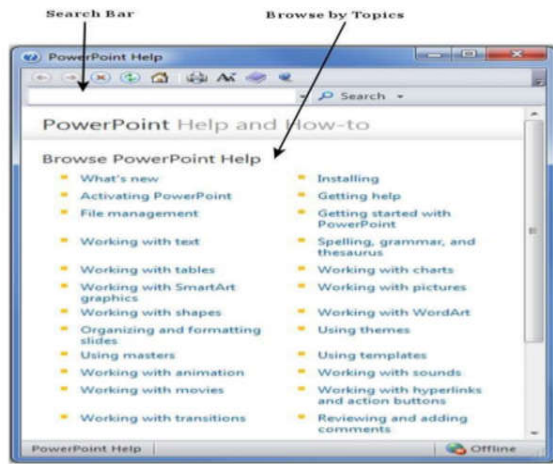 Search Bar
Browse by Topics
PowerPoint Help
Search
PowerPoint Help and How-to
Browse PowerPoint Help
What's new
Installing
Activating PowerPoint
Getting help
File management
Getting started with
PowerPoint
Working with text
Spelling, grammar, and
thesaurus
Working with tables
Working with charts
Working with SmartArt
graphics
Working with pictures
Working with shapes
Working with WordArt
Organizing and formatting
slides
Using themes
Using masters
Using templates
Working with animation
Working with sounds
Working with movies
Working with hyperlinks
and action buttons
Working with transitions
Reviewing and adding
comments
PowerPoint Help
Offline